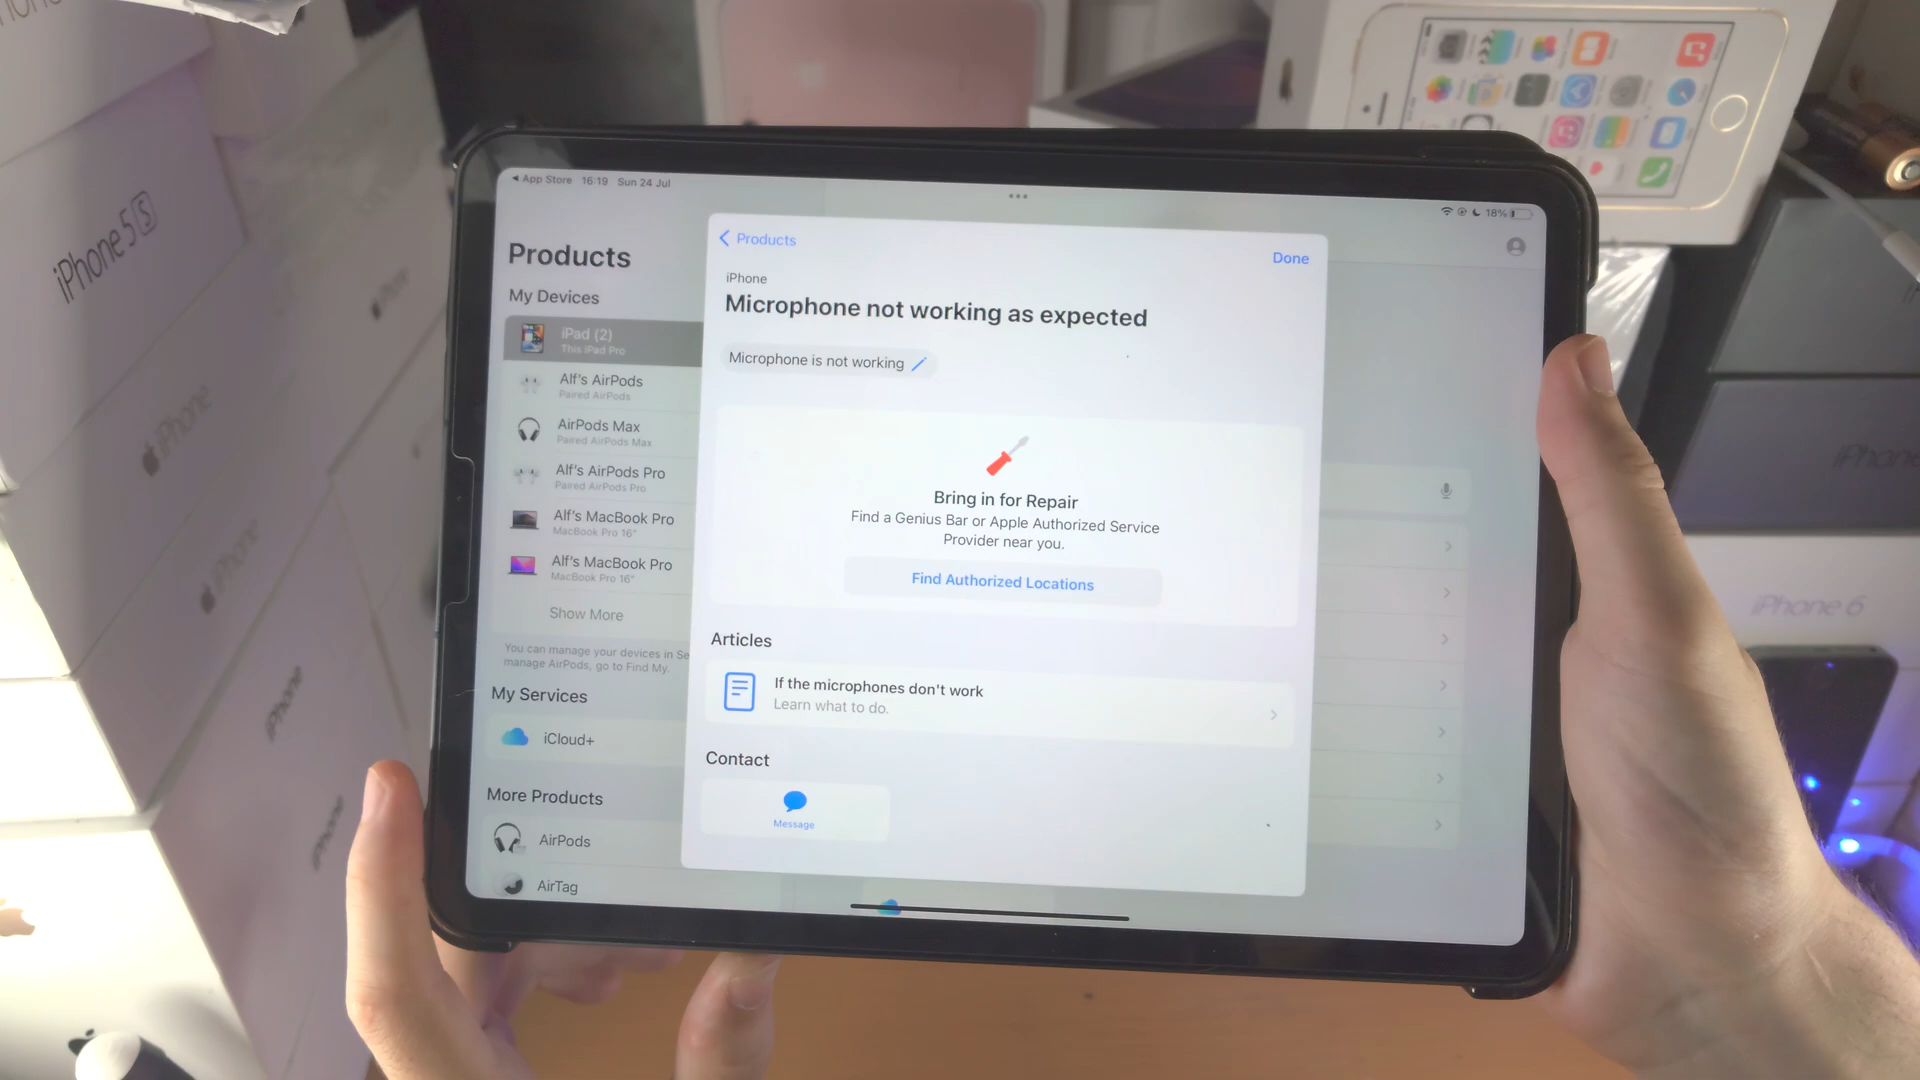 App Store 16:19 Sun 24 Jul
18%
Products
My Devices
iPad (2)
This iPad Pro
Alf's AirPods
Paired AirPods
AirPods Max
Paired AirPods Max
Alf's AirPods Pro
Paired AirPods Pro
Alf's MacBook Pro
MacBook Pro 16"
Alf's MacBook Pro
MacBook Pro 16"
Show More
You can manage your devices in Se
manage AirPods, go to Find My.
My Services
iCloud+
More Products
AirPods
AirTag
Products
Done
iPhone
Microphone not working as expected
Microphone is not working
Bring in for Repair
Find a Genius Bar or Apple Authorized Service
Provider near you.
Find Authorized Locations
Articles
If the microphones don't work
Learn what to do.
Contact
Message
iPhone 5S
iPhone
iPhone
iPhone
iPhone
iPhone
iPhone
iPhone 6